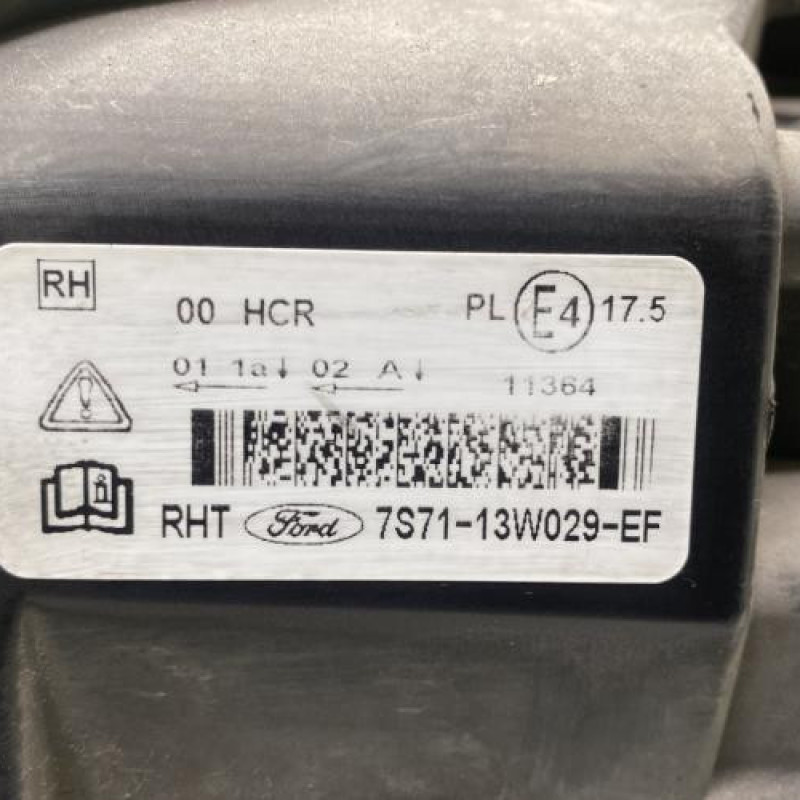 RH
00 HCR PL E4 17.5
01 1a↓ 02 A↓ 11364
RHT Ford 7S71-13W029-EF